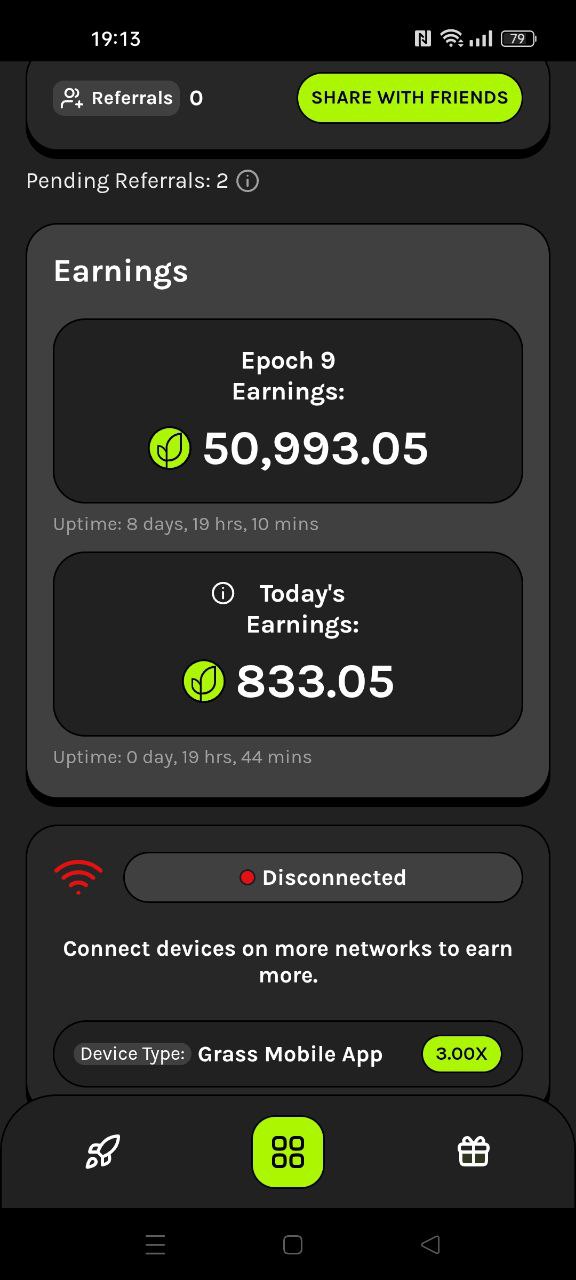 19:13
79
Referrals 0
SHARE WITH FRIENDS
Pending Referrals: 2
Earnings
Epoch 9
Earnings:
50,993.05
Uptime: 8 days, 19 hrs, 10 mins
Today's
Earnings:
833.05
Uptime: 0 day, 19 hrs, 44 mins
Disconnected
Connect devices on more networks to earn
more.
Device Type: Grass Mobile App 3.00X